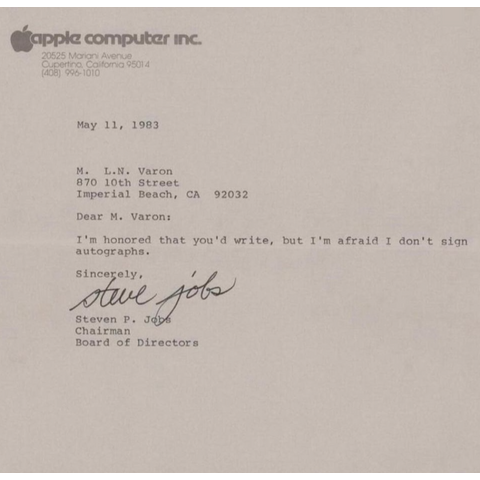 apple computer inc.
20525 Mariani Avenue
Cupertino, California 95014
(408) 996-1010
May 11, 1983
M. L.N. Varon
870 10th Street
Imperial Beach, CA 92032
Dear M. Varon:
I'm honored that you'd write, but I'm afraid I don't sign
autographs.
Sincerely,
steve jobs
Steven P. Jobs
Chairman
Board of Directors